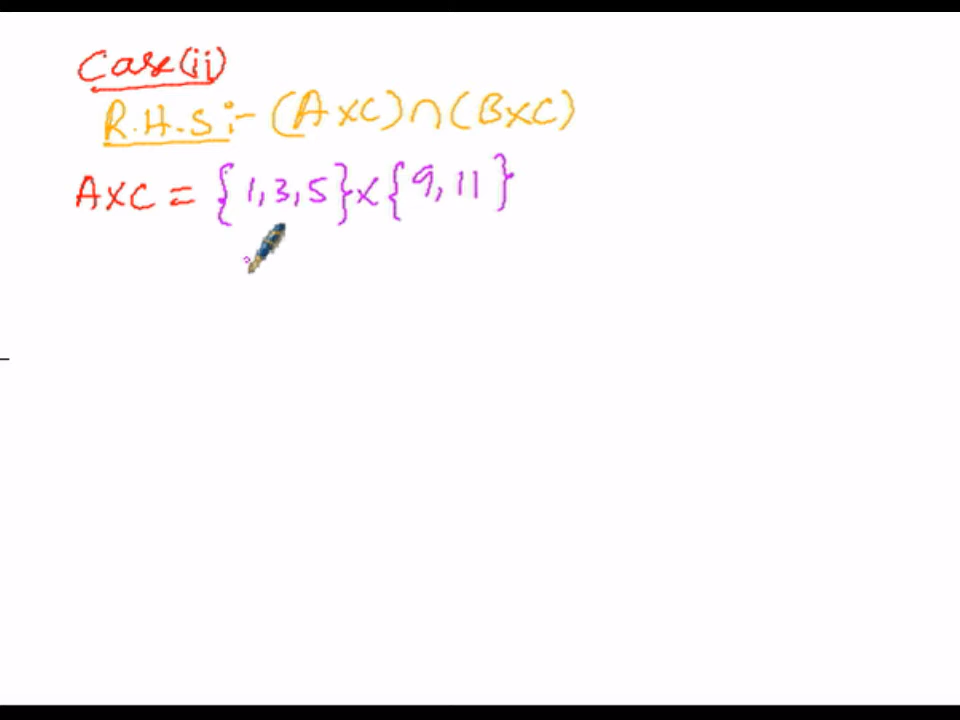 Case(ii)
R.H.S:- (A×C)∩(B×C)
A×C = {1,3,5}×{9,11}